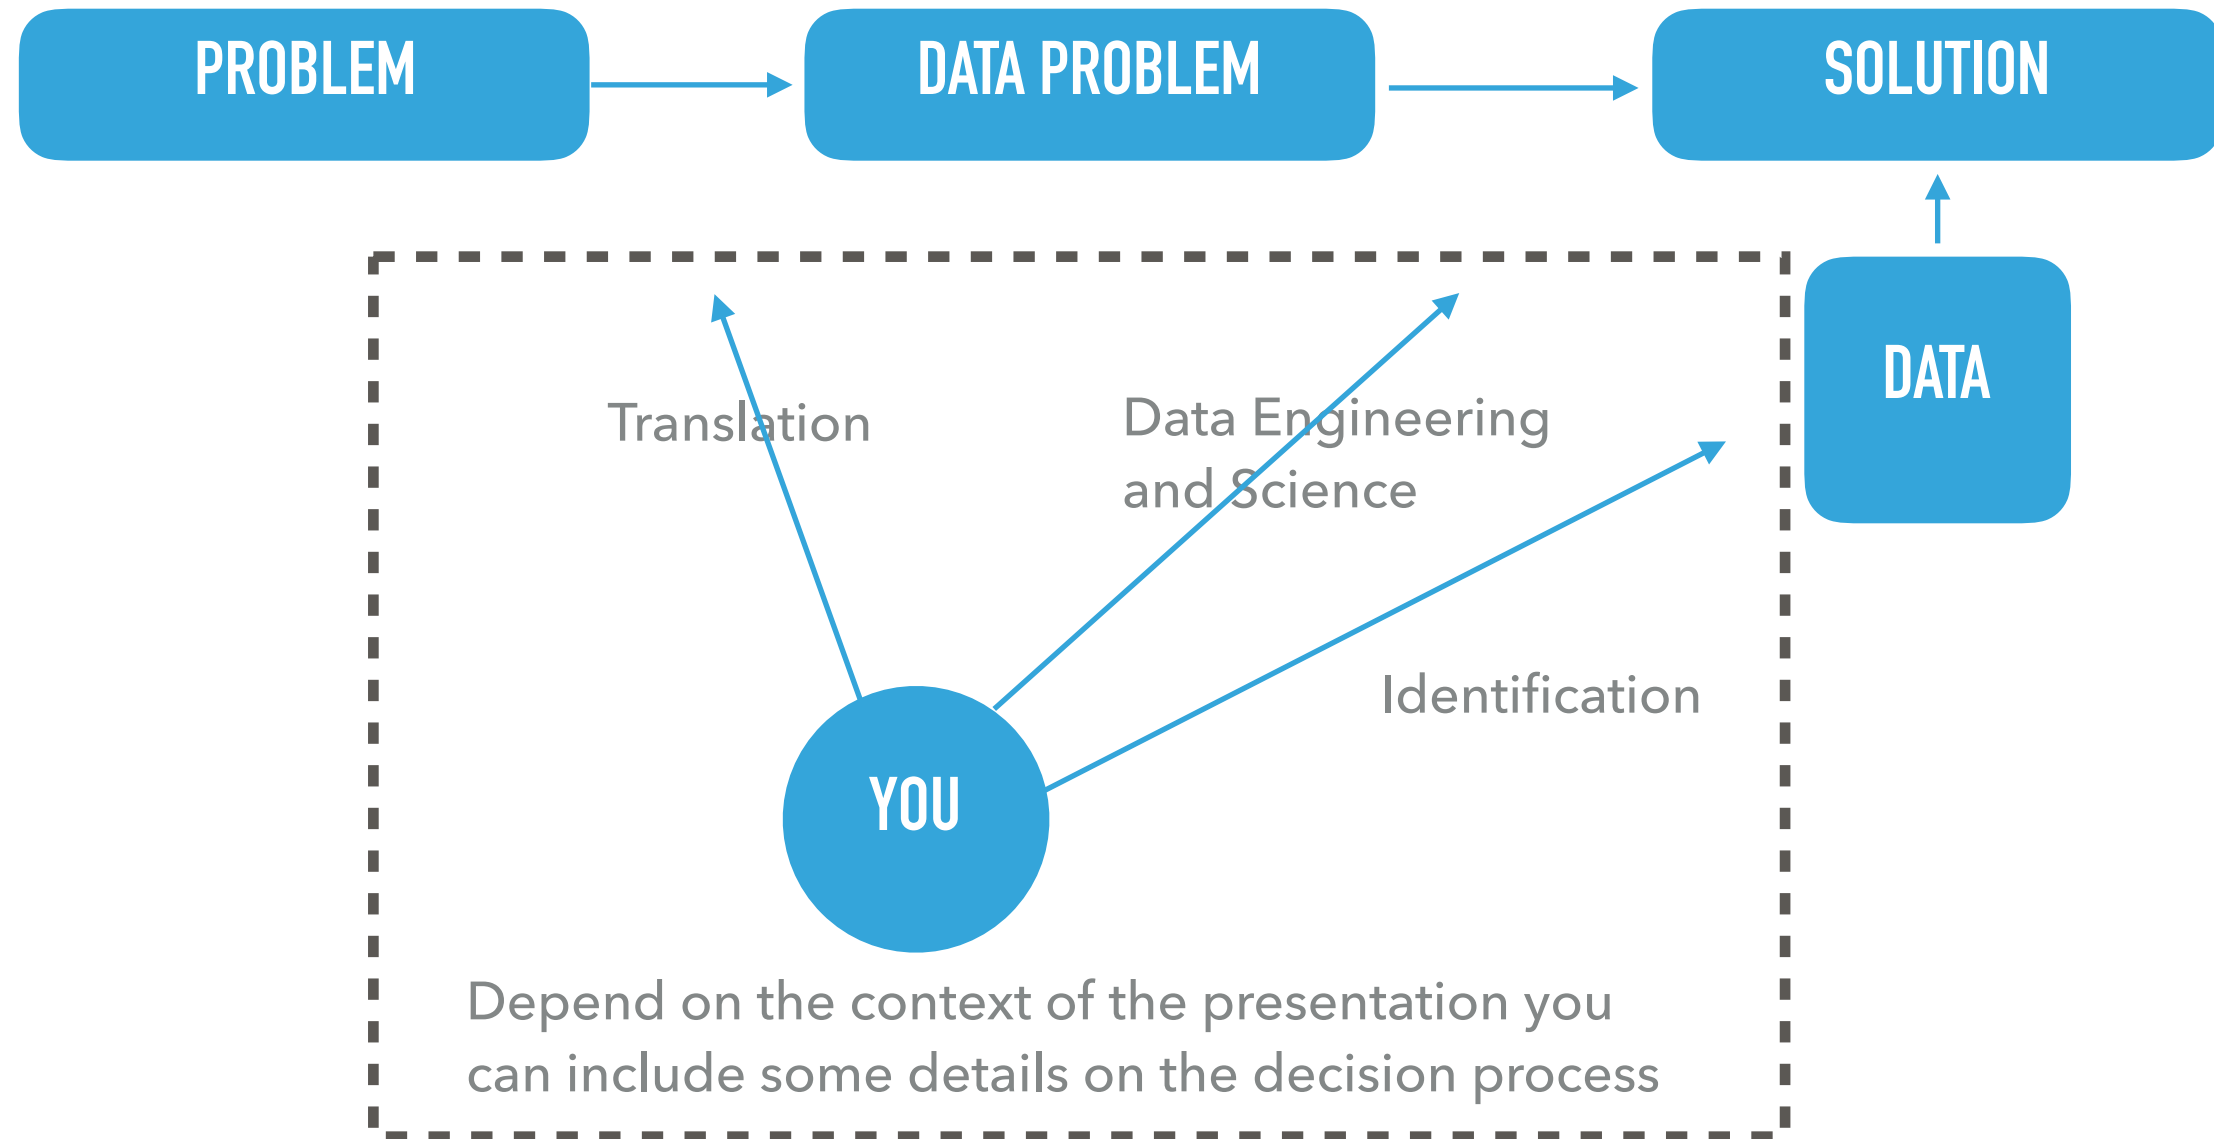 PROBLEM
DATA PROBLEM
SOLUTION
DATA
Translation
Data Engineering
and Science
Identification
YOU
Depend on the context of the presentation you
can include some details on the decision process